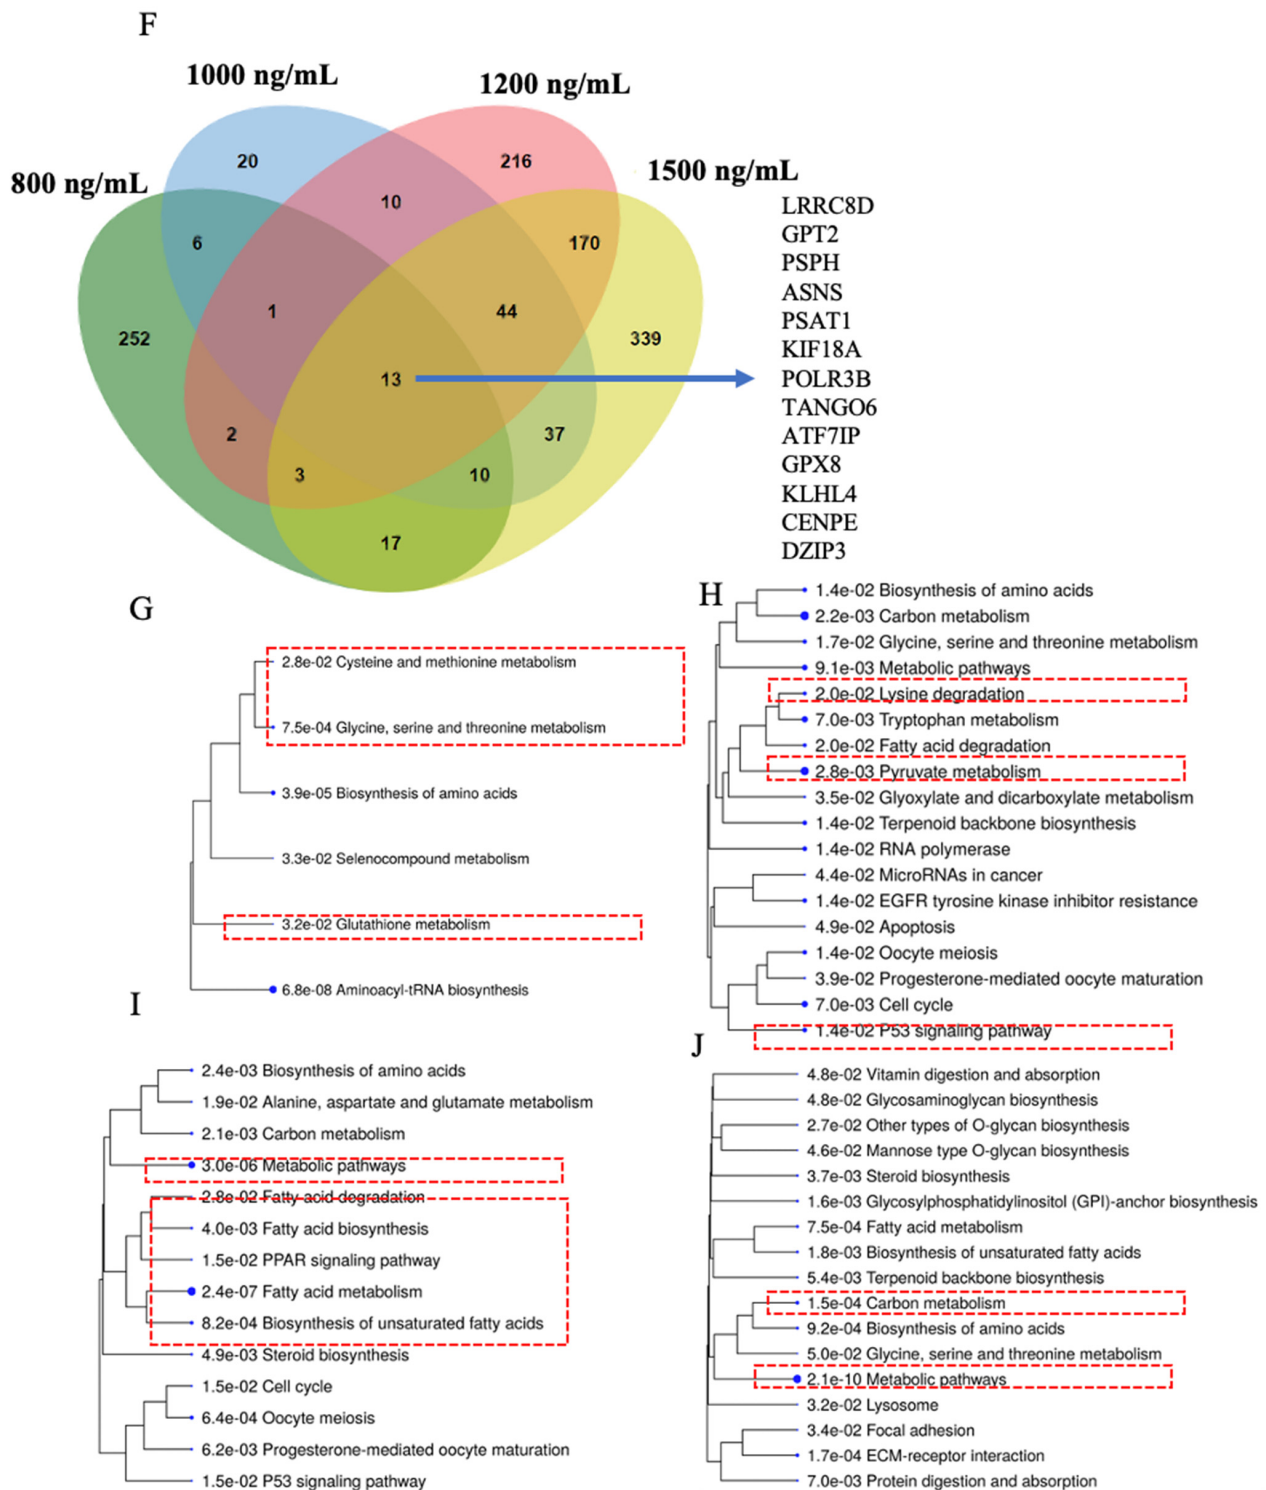 F
1000 ng/mL
1200 ng/mL
800 ng/mL
1500 ng/mL
20
216
10
6
170
1
44
252
339
13
2
37
3
10
17
LRRC8D
GPT2
PSPH
ASNS
PSAT1
KIF18A
POLR3B
TANGO6
ATF7IP
GPX8
KLHL4
CENPE
DZIP3
G
2.8e-02 Cysteine and methionine metabolism
7.5e-04 Glycine, serine and threonine metabolism
3.9e-05 Biosynthesis of amino acids
3.3e-02 Selenocompound metabolism
3.2e-02 Glutathione metabolism
6.8e-08 Aminoacyl-tRNA biosynthesis
H
1.4e-02 Biosynthesis of amino acids
2.2e-03 Carbon metabolism
1.7e-02 Glycine, serine and threonine metabolism
9.1e-03 Metabolic pathways
2.0e-02 Lysine degradation
7.0e-03 Tryptophan metabolism
2.0e-02 Fatty acid degradation
2.8e-03 Pyruvate metabolism
3.5e-02 Glyoxylate and dicarboxylate metabolism
1.4e-02 Terpenoid backbone biosynthesis
1.4e-02 RNA polymerase
4.4e-02 MicroRNAs in cancer
1.4e-02 EGFR tyrosine kinase inhibitor resistance
4.9e-02 Apoptosis
1.4e-02 Oocyte meiosis
3.9e-02 Progesterone-mediated oocyte maturation
7.0e-03 Cell cycle
1.4e-02 P53 signaling pathway
I
2.4e-03 Biosynthesis of amino acids
1.9e-02 Alanine, aspartate and glutamate metabolism
2.1e-03 Carbon metabolism
3.0e-06 Metabolic pathways
2.8e-02 Fatty acid degradation
4.0e-03 Fatty acid biosynthesis
1.5e-02 PPAR signaling pathway
2.4e-07 Fatty acid metabolism
8.2e-04 Biosynthesis of unsaturated fatty acids
4.9e-03 Steroid biosynthesis
1.5e-02 Cell cycle
6.4e-04 Oocyte meiosis
6.2e-03 Progesterone-mediated oocyte maturation
1.5e-02 P53 signaling pathway
J
4.8e-02 Vitamin digestion and absorption
4.8e-02 Glycosaminoglycan biosynthesis
2.7e-02 Other types of O-glycan biosynthesis
4.6e-02 Mannose type O-glycan biosynthesis
3.7e-03 Steroid biosynthesis
1.6e-03 Glycosylphosphatidylinositol (GPI)-anchor biosynthesis
7.5e-04 Fatty acid metabolism
1.8e-03 Biosynthesis of unsaturated fatty acids
5.4e-03 Terpenoid backbone biosynthesis
1.5e-04 Carbon metabolism
9.2e-04 Biosynthesis of amino acids
5.0e-02 Glycine, serine and threonine metabolism
2.1e-10 Metabolic pathways
3.2e-02 Lysosome
3.4e-02 Focal adhesion
1.7e-04 ECM-receptor interaction
7.0e-03 Protein digestion and absorption